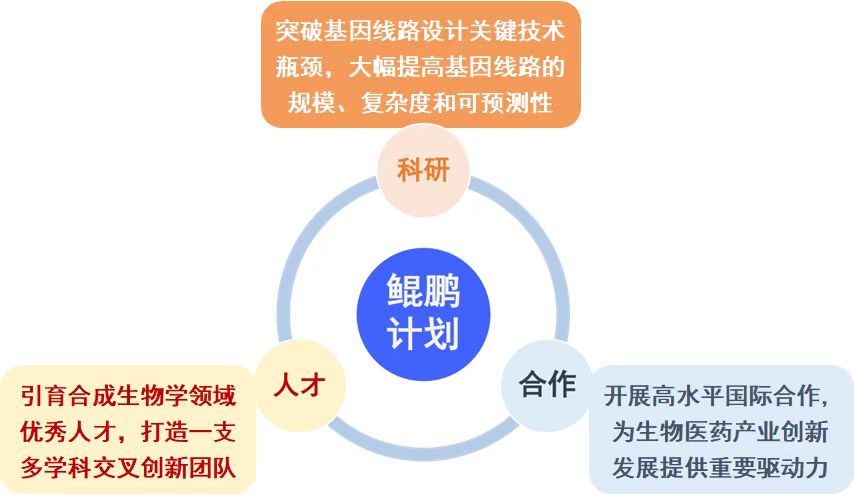 突破基因线路设计关键技术
瓶颈，大幅提高基因线路的
规模、复杂度和可预测性
科研
鲲鹏
计划
人才
引育合成生物学领域
优秀人才，打造一支
多学科交叉创新团队
合作
开展高水平国际合作,
为生物医药产业创新
发展提供重要驱动力